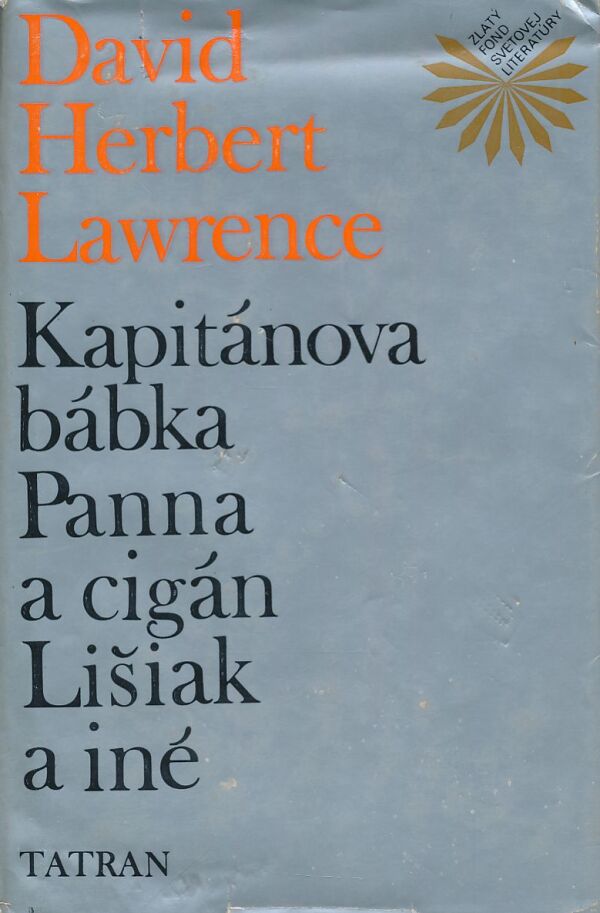 David
Herbert
Lawrence
ZLATÝ
FOND
SVETOVEJ
LITERATÚRY
Kapitánova
bábka
Panna
a cigán
Lišiak
a iné
TATRAN